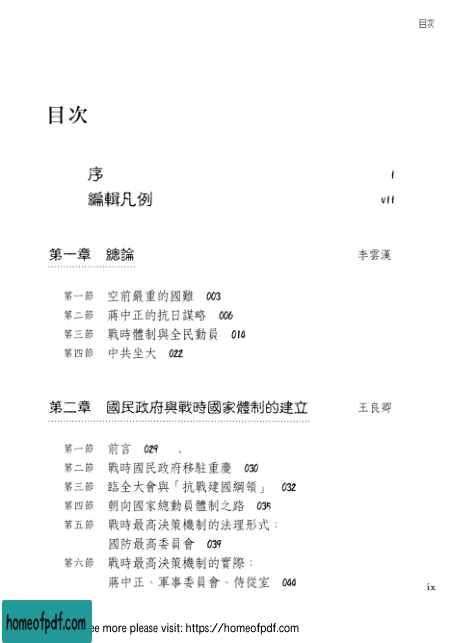 目次
目次
序 I
編輯凡例 vII
第一章 總論 李雲漢
第一節 空前嚴重的國難 003
第二節 蔣中正的抗日謀略 006
第三節 戰時體制與全民動員 014
第四節 中共坐大 022
第二章 國民政府與戰時國家體制的建立 王良卿
第一節 前言 029
第二節 戰時國民政府移駐重慶 030
第三節 臨全大會與「抗戰建國綱領」 032
第四節 朝向國家總動員體制之路 035
第五節 戰時最高決策機制的法理形式：
國防最高委員會 039
第六節 戰時最高決策機制的實際：
蔣中正、軍事委員會、侍從室 044
ix
homeofpdf.com
ee more please visit: https://homeofpdf.com